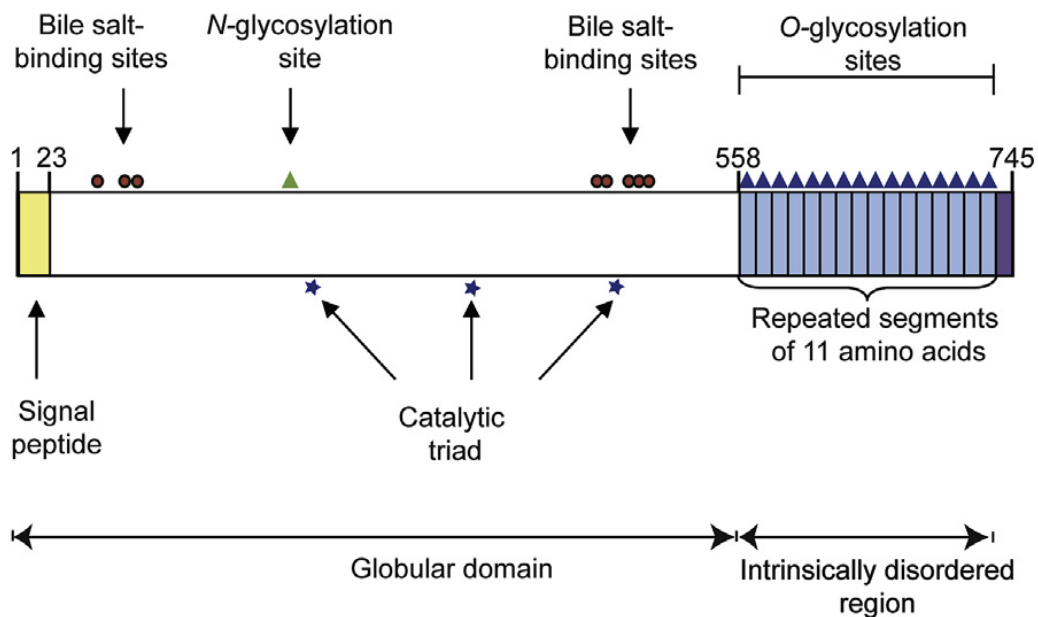 Bile salt-
binding sites
N-glycosylation
site
Bile salt-
binding sites
O-glycosylation
sites
1 23
558
745
Repeated segments
of 11 amino acids
Signal
peptide
Catalytic
triad
Globular domain
Intrinsically disordered
region